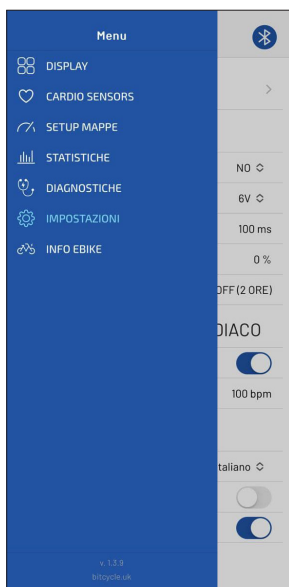 Menu
DISPLAY
CARDIO SENSORS
SETUP MAPPE
STATISTICHE
DIAGNOSTICHE
IMPOSTAZIONI
INFO EBIKE
v. 1.3.9
bitcycle.uk
NO
6V
100 ms
0 %
OFF (2 ORE)
DIACO
100 bpm
taliano